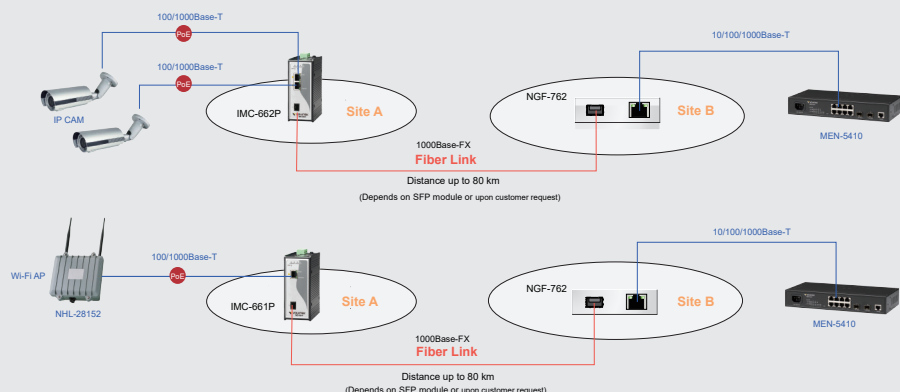 100/1000Base-T
PoE
100/1000Base-T
PoE
IP CAM
IMC-662P
Site A
NGF-762
Site B
10/100/1000Base-T
MEN-5410
1000Base-FX
Fiber Link
Distance up to 80 km
(Depends on SFP module or upon customer request)
Wi-Fi AP
100/1000Base-T
PoE
NHL-28152
IMC-661P
Site A
NGF-762
Site B
10/100/1000Base-T
MEN-5410
1000Base-FX
Fiber Link
Distance up to 80 km
(Depends on SFP module or upon customer request)